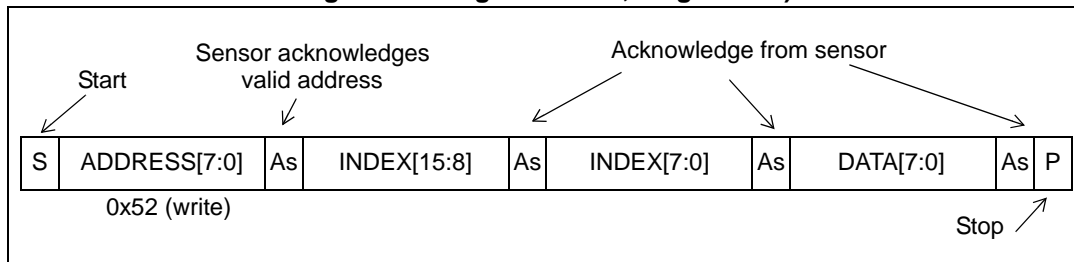 Sensor acknowledges
valid address
Acknowledge from sensor
Start
S ADDRESS[7:0] As INDEX[15:8] As INDEX[7:0] As DATA[7:0] As P
0x52 (write)
Stop